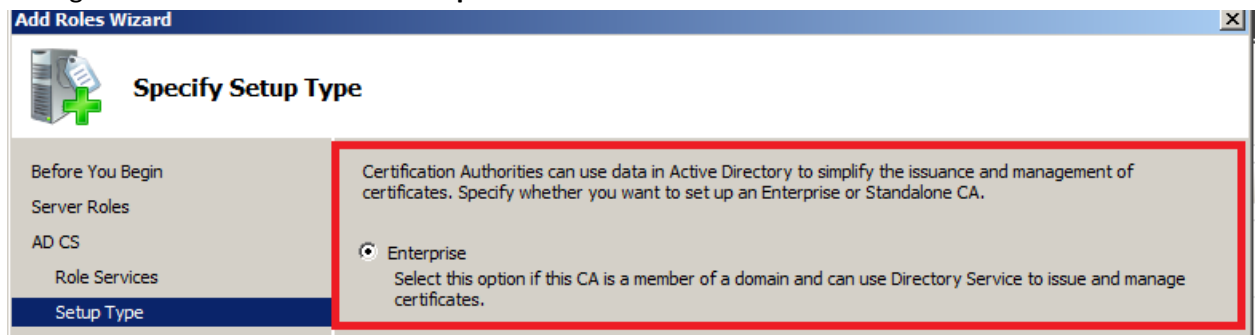 Add Roles Wizard
Specify Setup Type
Before You Begin
Server Roles
AD CS
Role Services
Setup Type
Certification Authorities can use data in Active Directory to simplify the issuance and management of
certificates. Specify whether you want to set up an Enterprise or Standalone CA.
Enterprise
Select this option if this CA is a member of a domain and can use Directory Service to issue and manage
certificates.